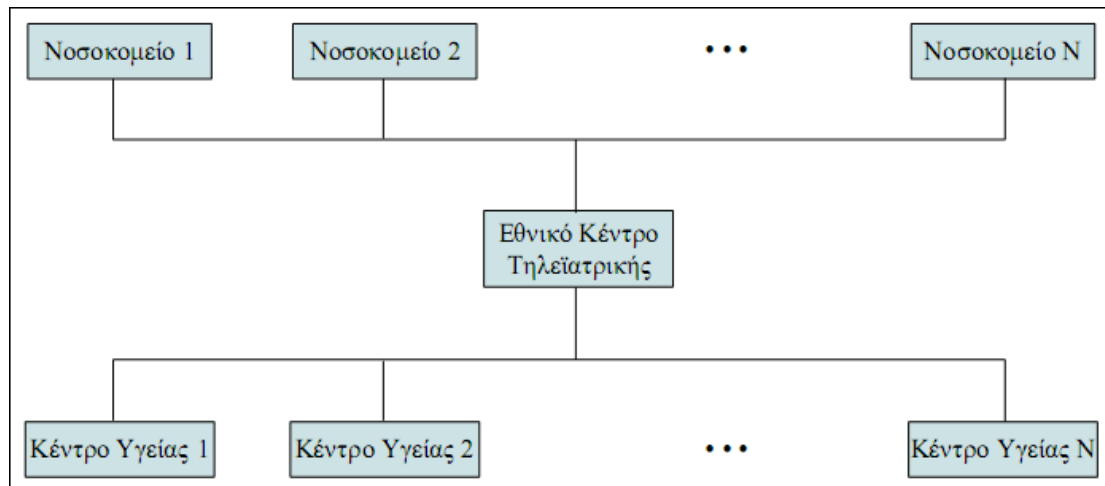 Νοσοκομείο 1
Νοσοκομείο 2
• • •
Νοσοκομείο Ν
Εθνικό Κέντρο
Τηλεϊατρικής
Κέντρο Υγείας 1
Κέντρο Υγείας 2
• • •
Κέντρο Υγείας Ν